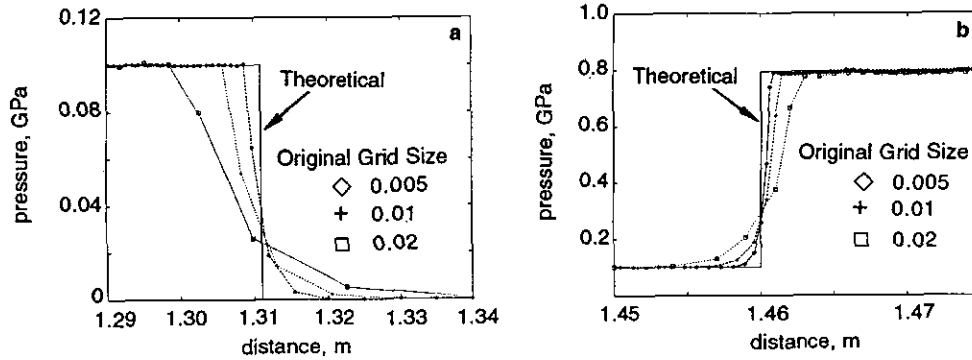 0.12
a
0.08
0.04
0
pressure, GPa
Theoretical
Original Grid Size
0.005
0.01
0.02
1.29
1.30
1.31
1.32
1.33
1.34
distance, m
1.0
b
0.8
0.6
0.4
0.2
pressure, GPa
Theoretical
Original Grid Size
0.005
0.01
0.02
1.45
1.46
1.47
distance, m